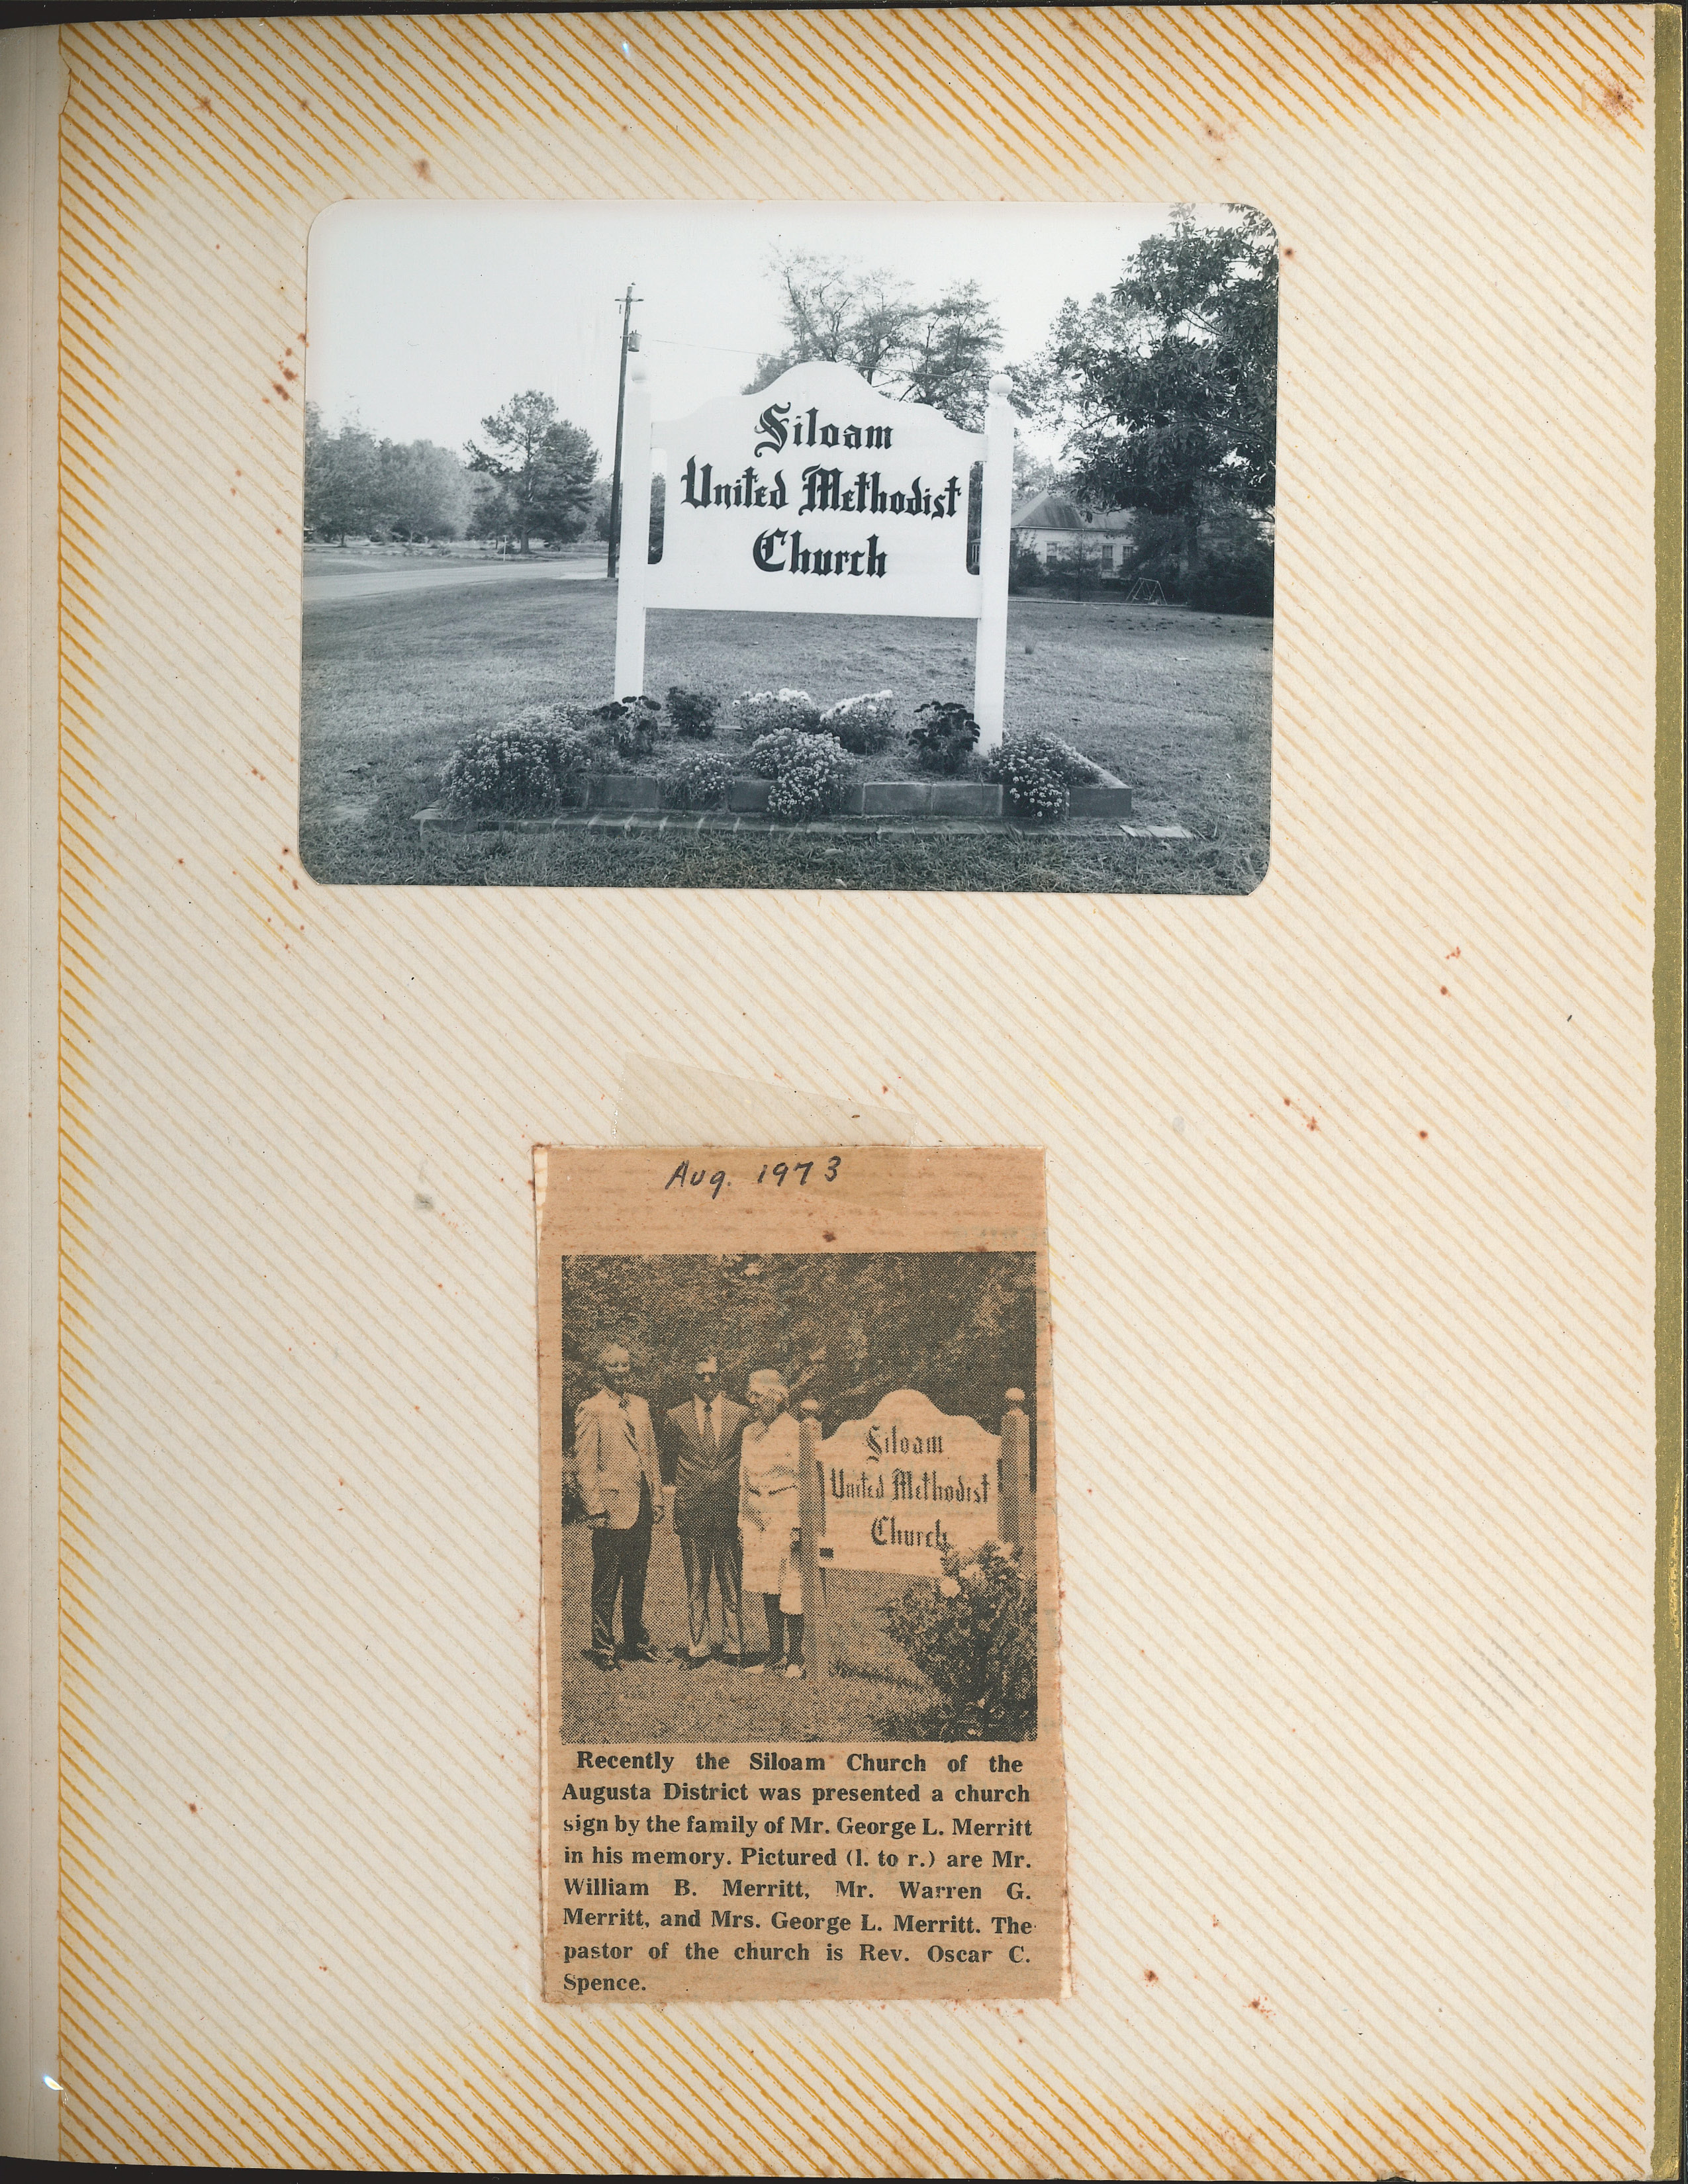 Siloam
United Methodist
Church
Aug. 1973
Siloam
United Methodist
Church
Recently the Siloam Church of the
Augusta District was presented a church
sign by the family of Mr. George L. Merritt
in his memory. Pictured (l. to r.) are Mr.
William B. Merritt, Mr. Warren G.
Merritt, and Mrs. George L. Merritt. The
pastor of the church is Rev. Oscar C.
Spence.